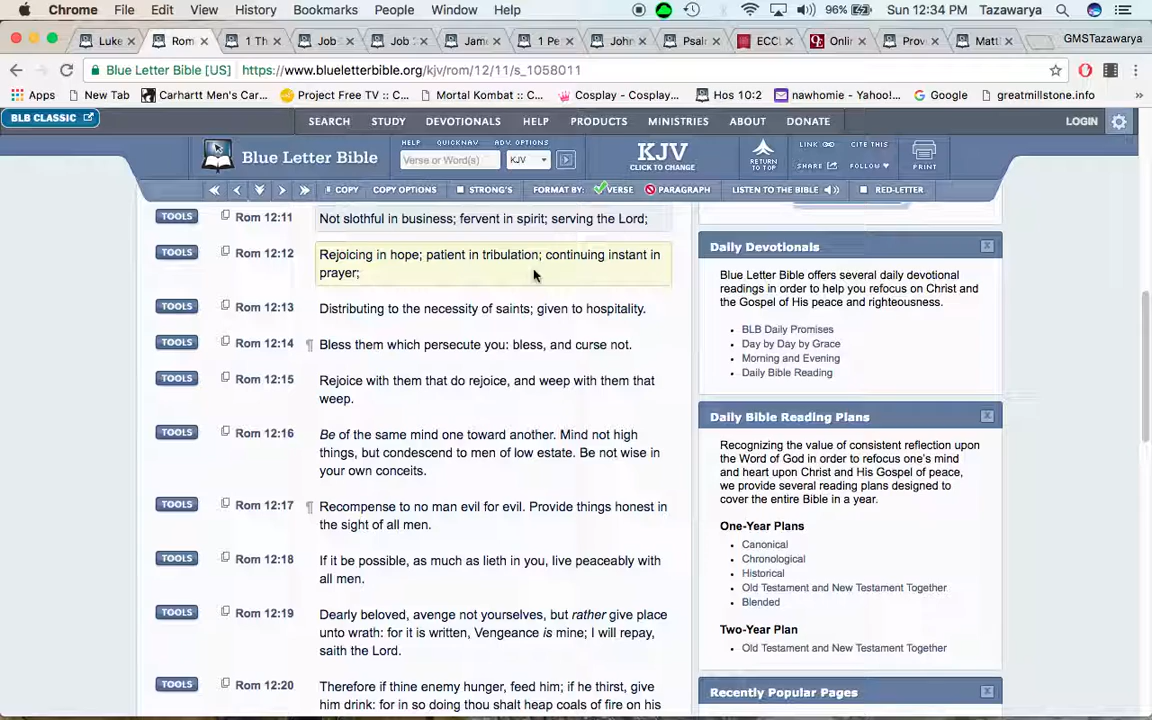 Chrome File Edit View History Bookmarks People Window Help 96% Sun 12:34 PM Tazawarya
Luke Rom 1 Th Job Job Jame 1 Pe John Psalr ECCl Onlin Prov Matt GMSTazawarya
Blue Letter Bible [US] https://www.blueletterbible.org/kjv/rom/12/11/s_1058011
Apps New Tab Carhartt Men's Car... Project Free TV :: C... Mortal Kombat :: C... Cosplay - Cosplay... Hos 10:2 nawhomie - Yahoo!... Google greatmillstone.info »
BLB CLASSIC SEARCH STUDY DEVOTIONALS HELP PRODUCTS MINISTRIES ABOUT DONATE LOGIN
Blue Letter Bible
HELP QUICKNAV ADV. OPTIONS
Verse or Word(s) KJV
KJV
CLICK TO CHANGE
RETURN
TO TOP
LINK CITE THIS
SHARE FOLLOW
PRINT
COPY COPY OPTIONS STRONG'S FORMAT BY: VERSE PARAGRAPH LISTEN TO THE BIBLE RED-LETTER
TOOLS Rom 12:11 Not slothful in business; fervent in spirit; serving the Lord;
TOOLS Rom 12:12 Rejoicing in hope; patient in tribulation; continuing instant in
prayer;
TOOLS Rom 12:13 Distributing to the necessity of saints; given to hospitality.
TOOLS Rom 12:14 ¶ Bless them which persecute you: bless, and curse not.
TOOLS Rom 12:15 Rejoice with them that do rejoice, and weep with them that
weep.
TOOLS Rom 12:16 Be of the same mind one toward another. Mind not high
things, but condescend to men of low estate. Be not wise in
your own conceits.
TOOLS Rom 12:17 ¶ Recompense to no man evil for evil. Provide things honest in
the sight of all men.
TOOLS Rom 12:18 If it be possible, as much as lieth in you, live peaceably with
all men.
TOOLS Rom 12:19 Dearly beloved, avenge not yourselves, but rather give place
unto wrath: for it is written, Vengeance is mine; I will repay,
saith the Lord.
TOOLS Rom 12:20 Therefore if thine enemy hunger, feed him; if he thirst, give
him drink: for in so doing thou shalt heap coals of fire on his
Daily Devotionals
Blue Letter Bible offers several daily devotional
readings in order to help you refocus on Christ and
the Gospel of His peace and righteousness.
• BLB Daily Promises
• Day by Day by Grace
• Morning and Evening
• Daily Bible Reading
Daily Bible Reading Plans
Recognizing the value of consistent reflection upon
the Word of God in order to refocus one's mind
and heart upon Christ and His Gospel of peace,
we provide several reading plans designed to
cover the entire Bible in a year.
One-Year Plans
• Canonical
• Chronological
• Historical
• Old Testament and New Testament Together
• Blended
Two-Year Plan
• Old Testament and New Testament Together
Recently Popular Pages